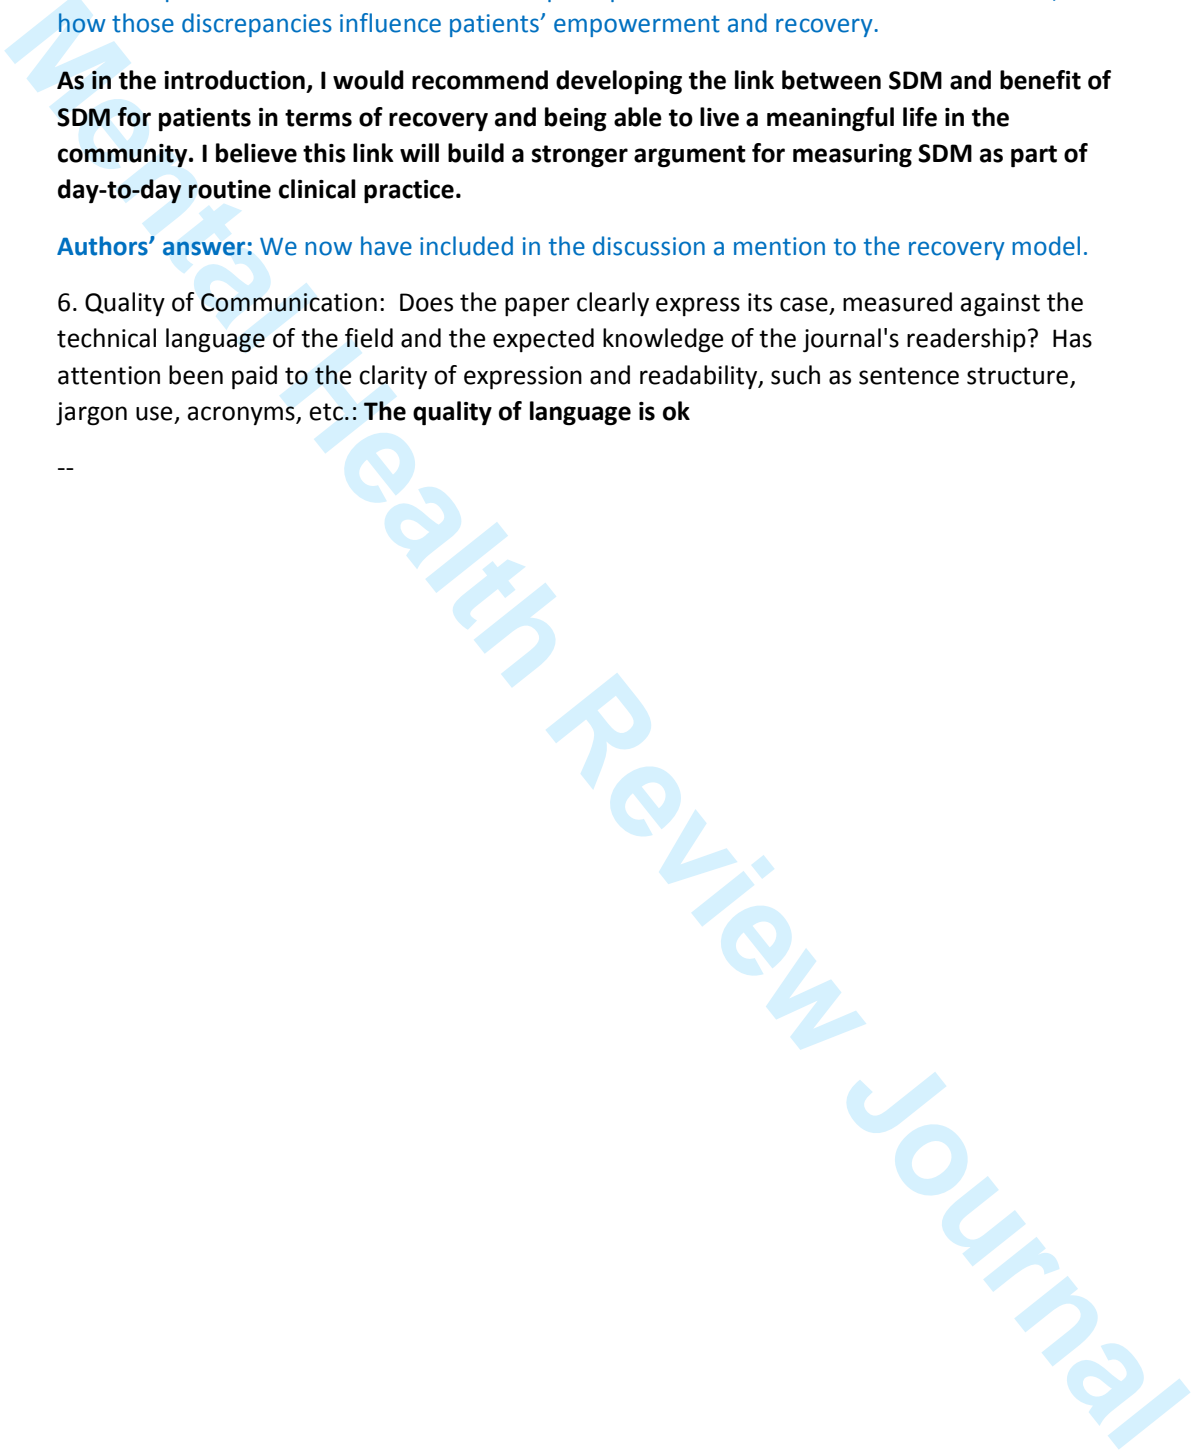 how those discrepancies influence patients’ empowerment and recovery.
As in the introduction, I would recommend developing the link between SDM and benefit of
SDM for patients in terms of recovery and being able to live a meaningful life in the
community. I believe this link will build a stronger argument for measuring SDM as part of
day-to-day routine clinical practice.
Authors’ answer: We now have included in the discussion a mention to the recovery model.
6. Quality of Communication:  Does the paper clearly express its case, measured against the
technical language of the field and the expected knowledge of the journal's readership?  Has
attention been paid to the clarity of expression and readability, such as sentence structure,
jargon use, acronyms, etc.: The quality of language is ok
--
Mental Health Review Journal